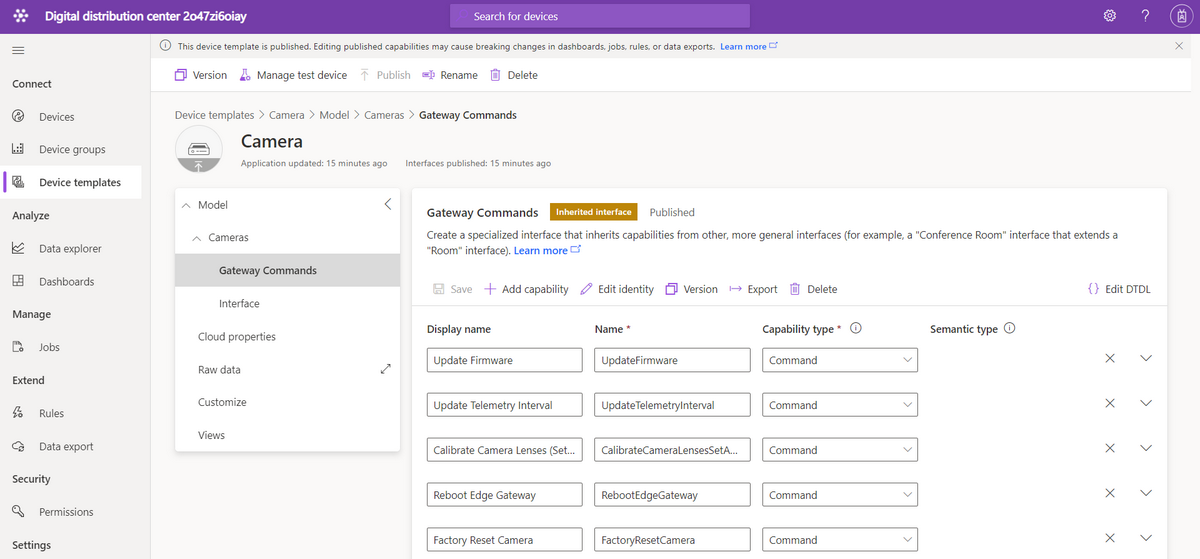 Digital distribution center 2o47zi6oiay
Search for devices
?
This device template is published. Editing published capabilities may cause breaking changes in dashboards, jobs, rules, or data exports. Learn more
Version Manage test device Publish Rename Delete
Connect
Devices
Device groups
Device templates
Analyze
Data explorer
Dashboards
Manage
Jobs
Extend
Rules
Data export
Security
Permissions
Settings
Device templates > Camera > Model > Cameras > Gateway Commands
Camera
Application updated: 15 minutes ago Interfaces published: 15 minutes ago
Model
Cameras
Gateway Commands
Interface
Cloud properties
Raw data
Customize
Views
Gateway Commands Inherited interface Published
Create a specialized interface that inherits capabilities from other, more general interfaces (for example, a "Conference Room" interface that extends a
"Room" interface). Learn more
Save Add capability Edit identity Version Export Delete {} Edit DTDL
Display name Name * Capability type * Semantic type
Update Firmware UpdateFirmware Command
Update Telemetry Interval UpdateTelemetryInterval Command
Calibrate Camera Lenses (Set... CalibrateCameraLensesSetA... Command
Reboot Edge Gateway RebootEdgeGateway Command
Factory Reset Camera FactoryResetCamera Command